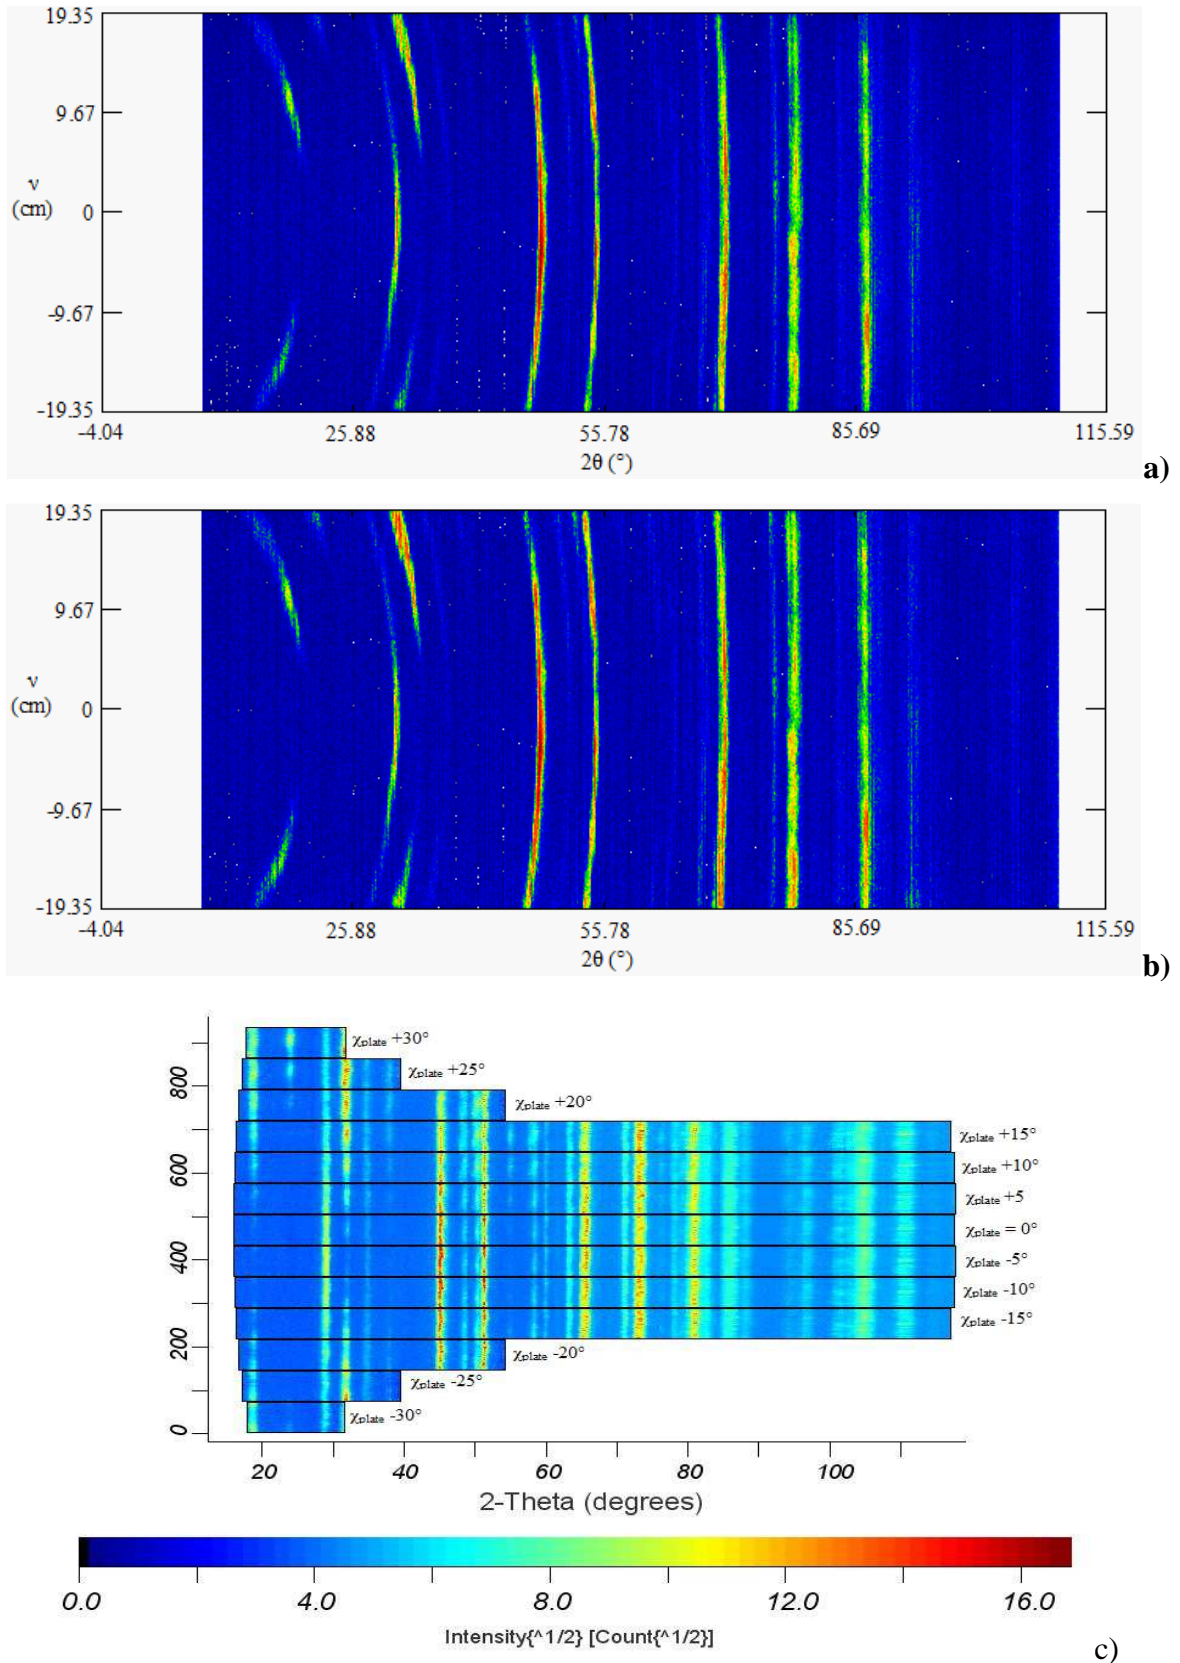 19.35
9.67
ν
(cm)
0
-9.67
-19.35
-4.04 25.88 55.78 85.69 115.59
2θ (°)
a)
19.35
9.67
ν
(cm)
0
-9.67
-19.35
-4.04 25.88 55.78 85.69 115.59
2θ (°)
b)
χplate +30°
χplate +25°
χplate +20°
χplate +15°
χplate +10°
χplate +5
χplate = 0°
χplate -5°
χplate -10°
χplate -15°
χplate -20°
χplate -25°
χplate -30°
800
600
400
200
0
20 40 60 80 100
2-Theta (degrees)
0.0 4.0 8.0 12.0 16.0
Intensity{^1/2} [Count{^1/2}]
c)